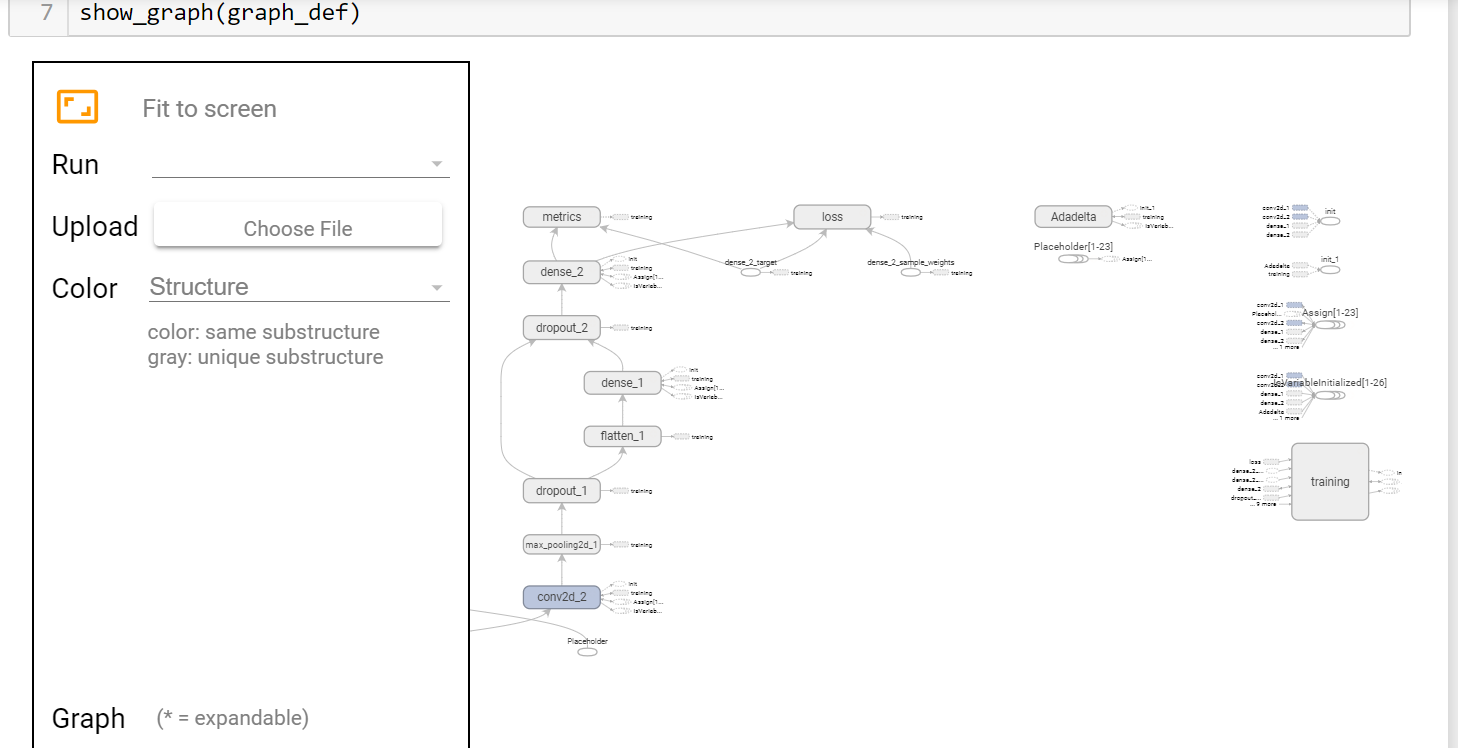 7 show_graph(graph_def)
Fit to screen
Run
Upload Choose File
Color Structure
color: same substructure
gray: unique substructure
Graph (* = expandable)
metrics training
loss training
dense_2 init
training
Assign[1...
IsVariab...
dense_2_target training
dense_2_sample_weights training
dropout_2 training
dense_1 init
training
Assign[1...
IsVariab...
flatten_1 training
dropout_1 training
max_pooling2d_1 training
conv2d_2 init
training
Assign[1...
IsVariab...
Placeholder
Adadelta init_1
training
IsVariab...
Placeholder[1-23] Assign[1...
conv2d_1 init
conv2d_2
dense_1
dense_2
init_1
Adadelta
training
conv2d_1
Placehol... Assign[1-23]
conv2d_2
dense_1
dense_2
... 1 more
conv2d_1
conv2d_2 IsVariableInitialized[1-26]
dense_1
dense_2
Adadelta
... 1 more
loss
dense_2_...
dense_2_...
dense_2
dropout_...
... 9 more
training
in